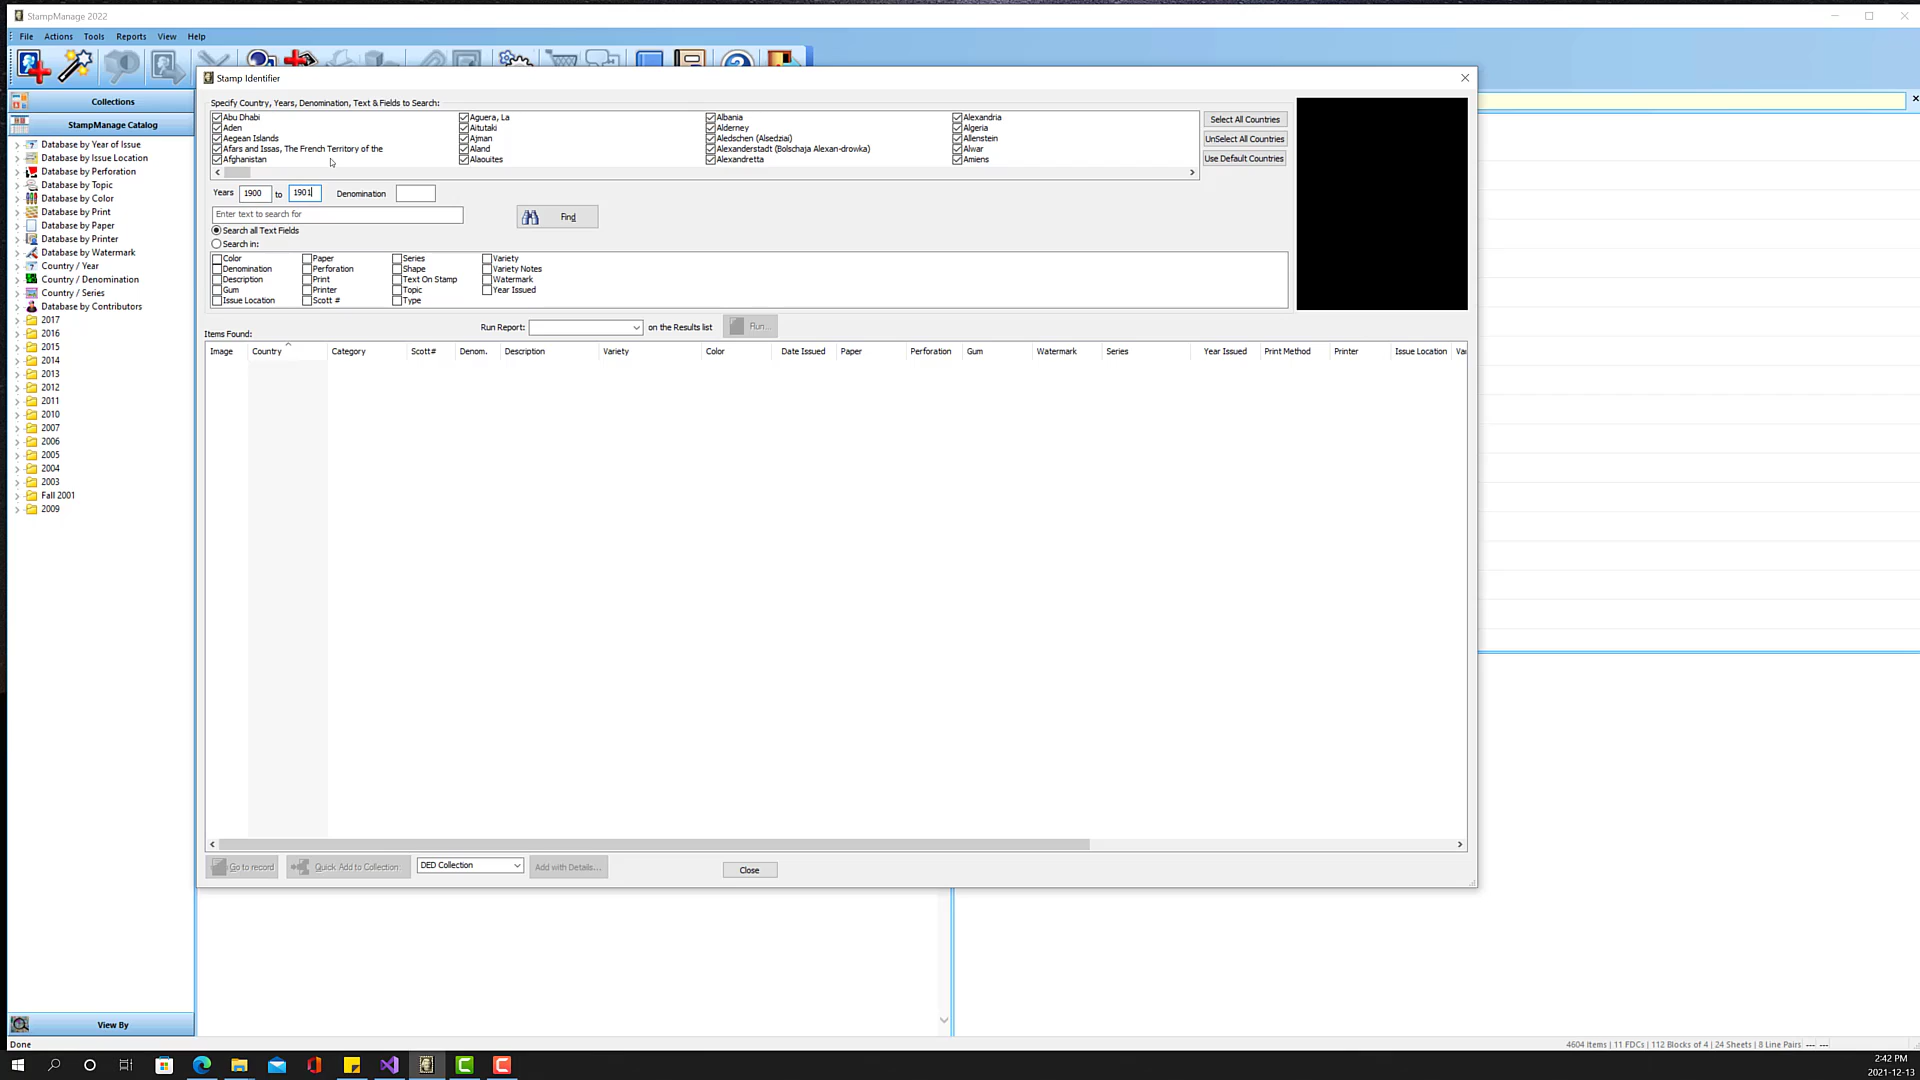 StampManage 2022
File Actions Tools Reports View Help
Collections
StampManage Catalog
Database by Year of Issue
Database by Issue Location
Database by Perforation
Database by Topic
Database by Color
Database by Print
Database by Paper
Database by Printer
Database by Watermark
Country / Year
Country / Denomination
Country / Series
Database by Contributors
2017
2016
2015
2014
2013
2012
2011
2010
2007
2006
2005
2004
2003
Fall 2001
2009
View By
Stamp Identifier
Specify Country, Years, Denomination, Text & Fields to Search:
Abu Dhabi Aguera, La Albania Alexandria
Aden Aitutaki Alderney Algeria
Aegean Islands Ajman Aledschen (Alsedziai) Allenstein
Afars and Issas, The French Territory of the Aland Alexanderstadt (Bolschaja Alexan-drowka) Alwar
Afghanistan Alaouites Alexandretta Amiens
Select All Countries
UnSelect All Countries
Use Default Countries
Years 1900 to 1901 Denomination
Enter text to search for Find
Search all Text Fields
Search in:
Color Paper Series Variety
Denomination Perforation Shape Variety Notes
Description Print Text On Stamp Watermark
Gum Printer Topic Year Issued
Issue Location Scott # Type
Items Found: Run Report: on the Results list Run...
Image Country Category Scott# Denom. Description Variety Color Date Issued Paper Perforation Gum Watermark Series Year Issued Print Method Printer Issue Location Var
Go to record Quick Add to Collection DED Collection Add with Details... Close
Done 4604 Items | 11 FDCs | 112 Blocks of 4 | 24 Sheets | 8 Line Pairs --- ---
2:42 PM
2021-12-13